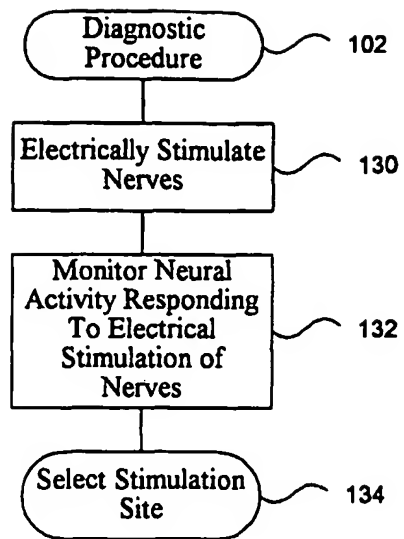 Diagnostic
Procedure
102
Electrically Stimulate
Nerves
130
Monitor Neural
Activity Responding
To Electrical
Stimulation of
Nerves
132
Select Stimulation
Site
134